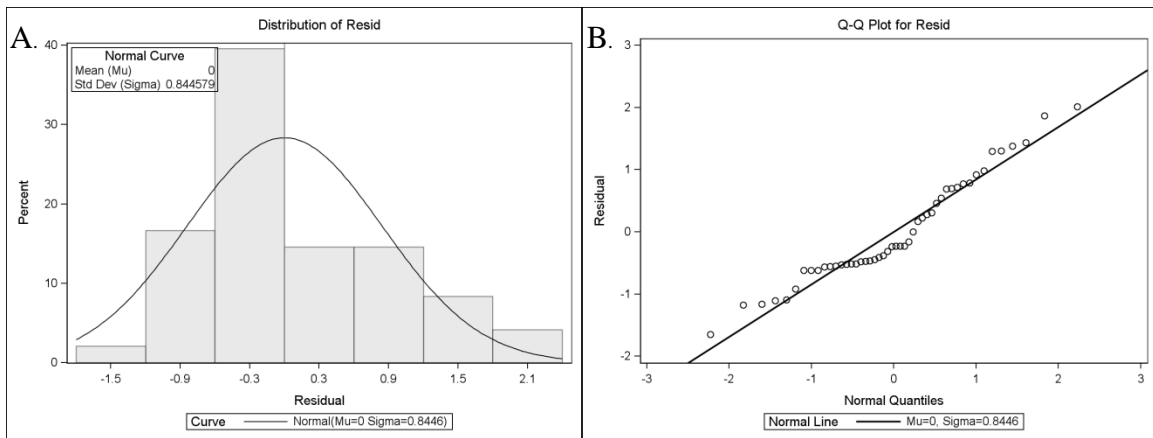 A.
Distribution of Resid
Normal Curve
Mean (Mu) 0
Std Dev (Sigma) 0.844579
40
30
20
10
0
Percent
-1.5 -0.9 -0.3 0.3 0.9 1.5 2.1
Residual
Curve Normal(Mu=0 Sigma=0.8446)
B.
Q-Q Plot for Resid
3
2
1
0
-1
-2
Residual
-3 -2 -1 0 1 2 3
Normal Quantiles
Normal Line Mu=0, Sigma=0.8446